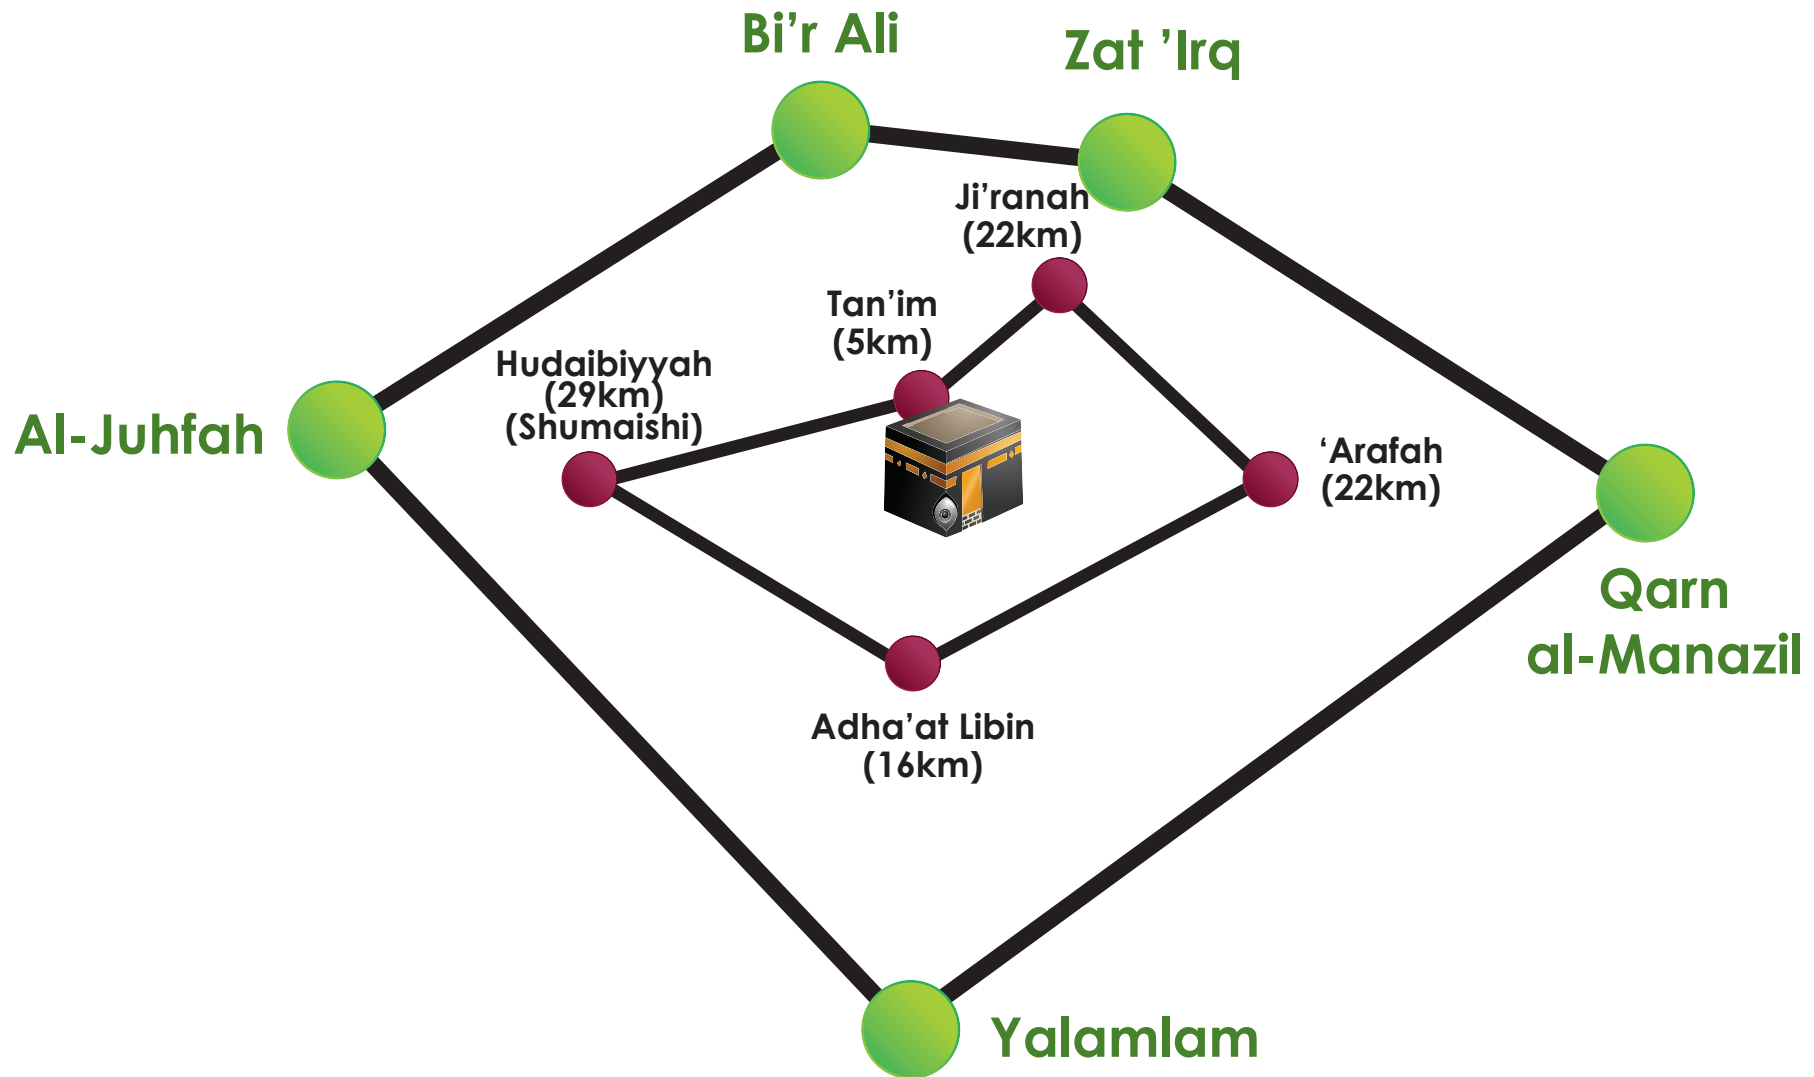 Bi’r Ali
Zat ’Irq
Ji’ranah
(22km)
Tan’im
(5km)
Hudaibiyyah
(29km)
(Shumaishi)
Al-Juhfah
‘Arafah
(22km)
Qarn
al-Manazil
Adha’at Libin
(16km)
Yalamlam